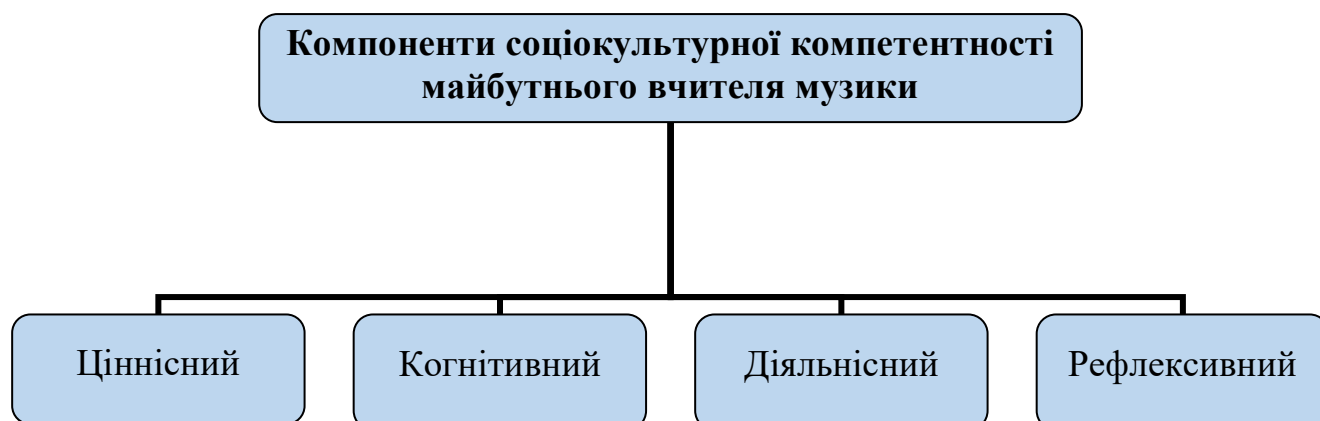 Компоненти соціокультурної компетентності
майбутнього вчителя музики
Ціннісний
Когнітивний
Діяльнісний
Рефлексивний